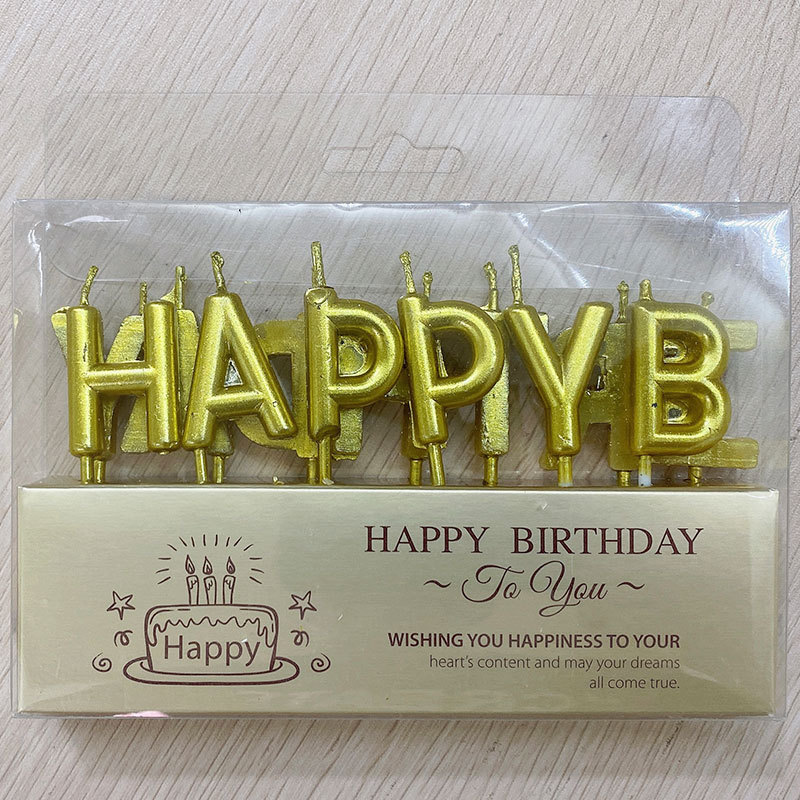 HAPPYB
HAPPY BIRTHDAY
~ To You ~
Happy
WISHING YOU HAPPINESS TO YOUR
heart's content and may your dreams
all come true.